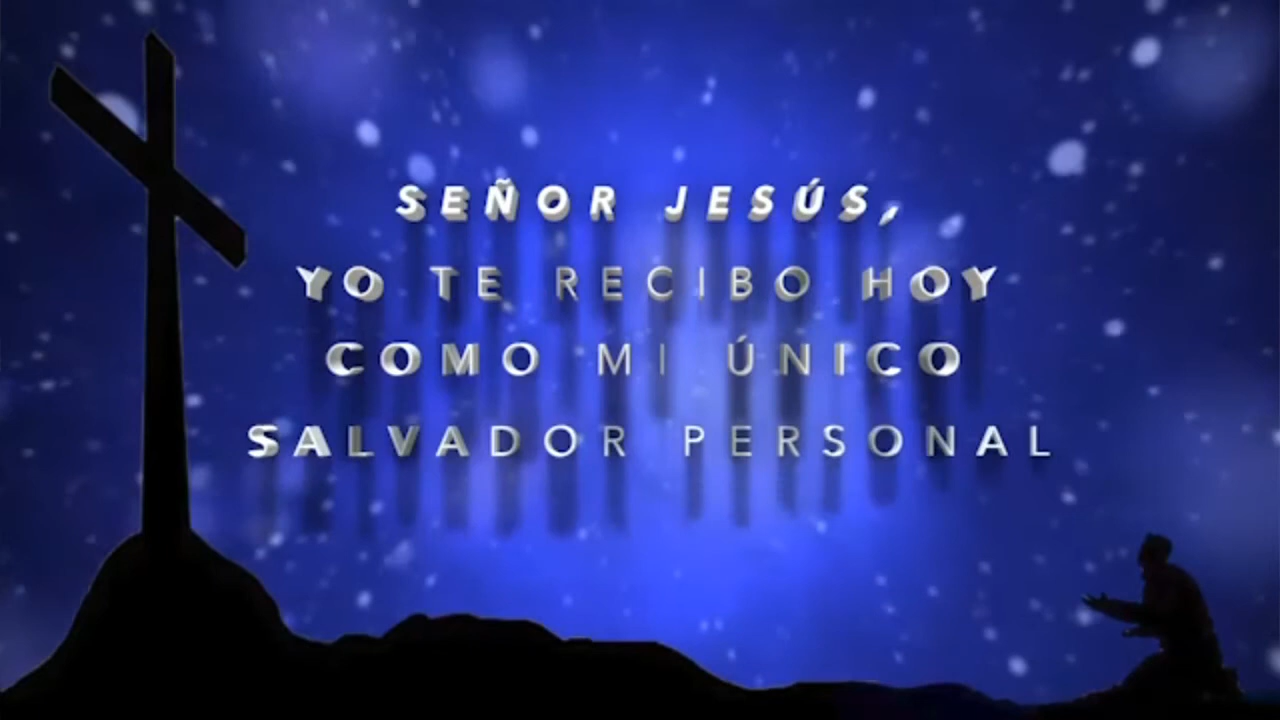 SEÑOR JESÚS,
YO TE RECIBO HOY
COMO MI ÚNICO
SALVADOR PERSONAL